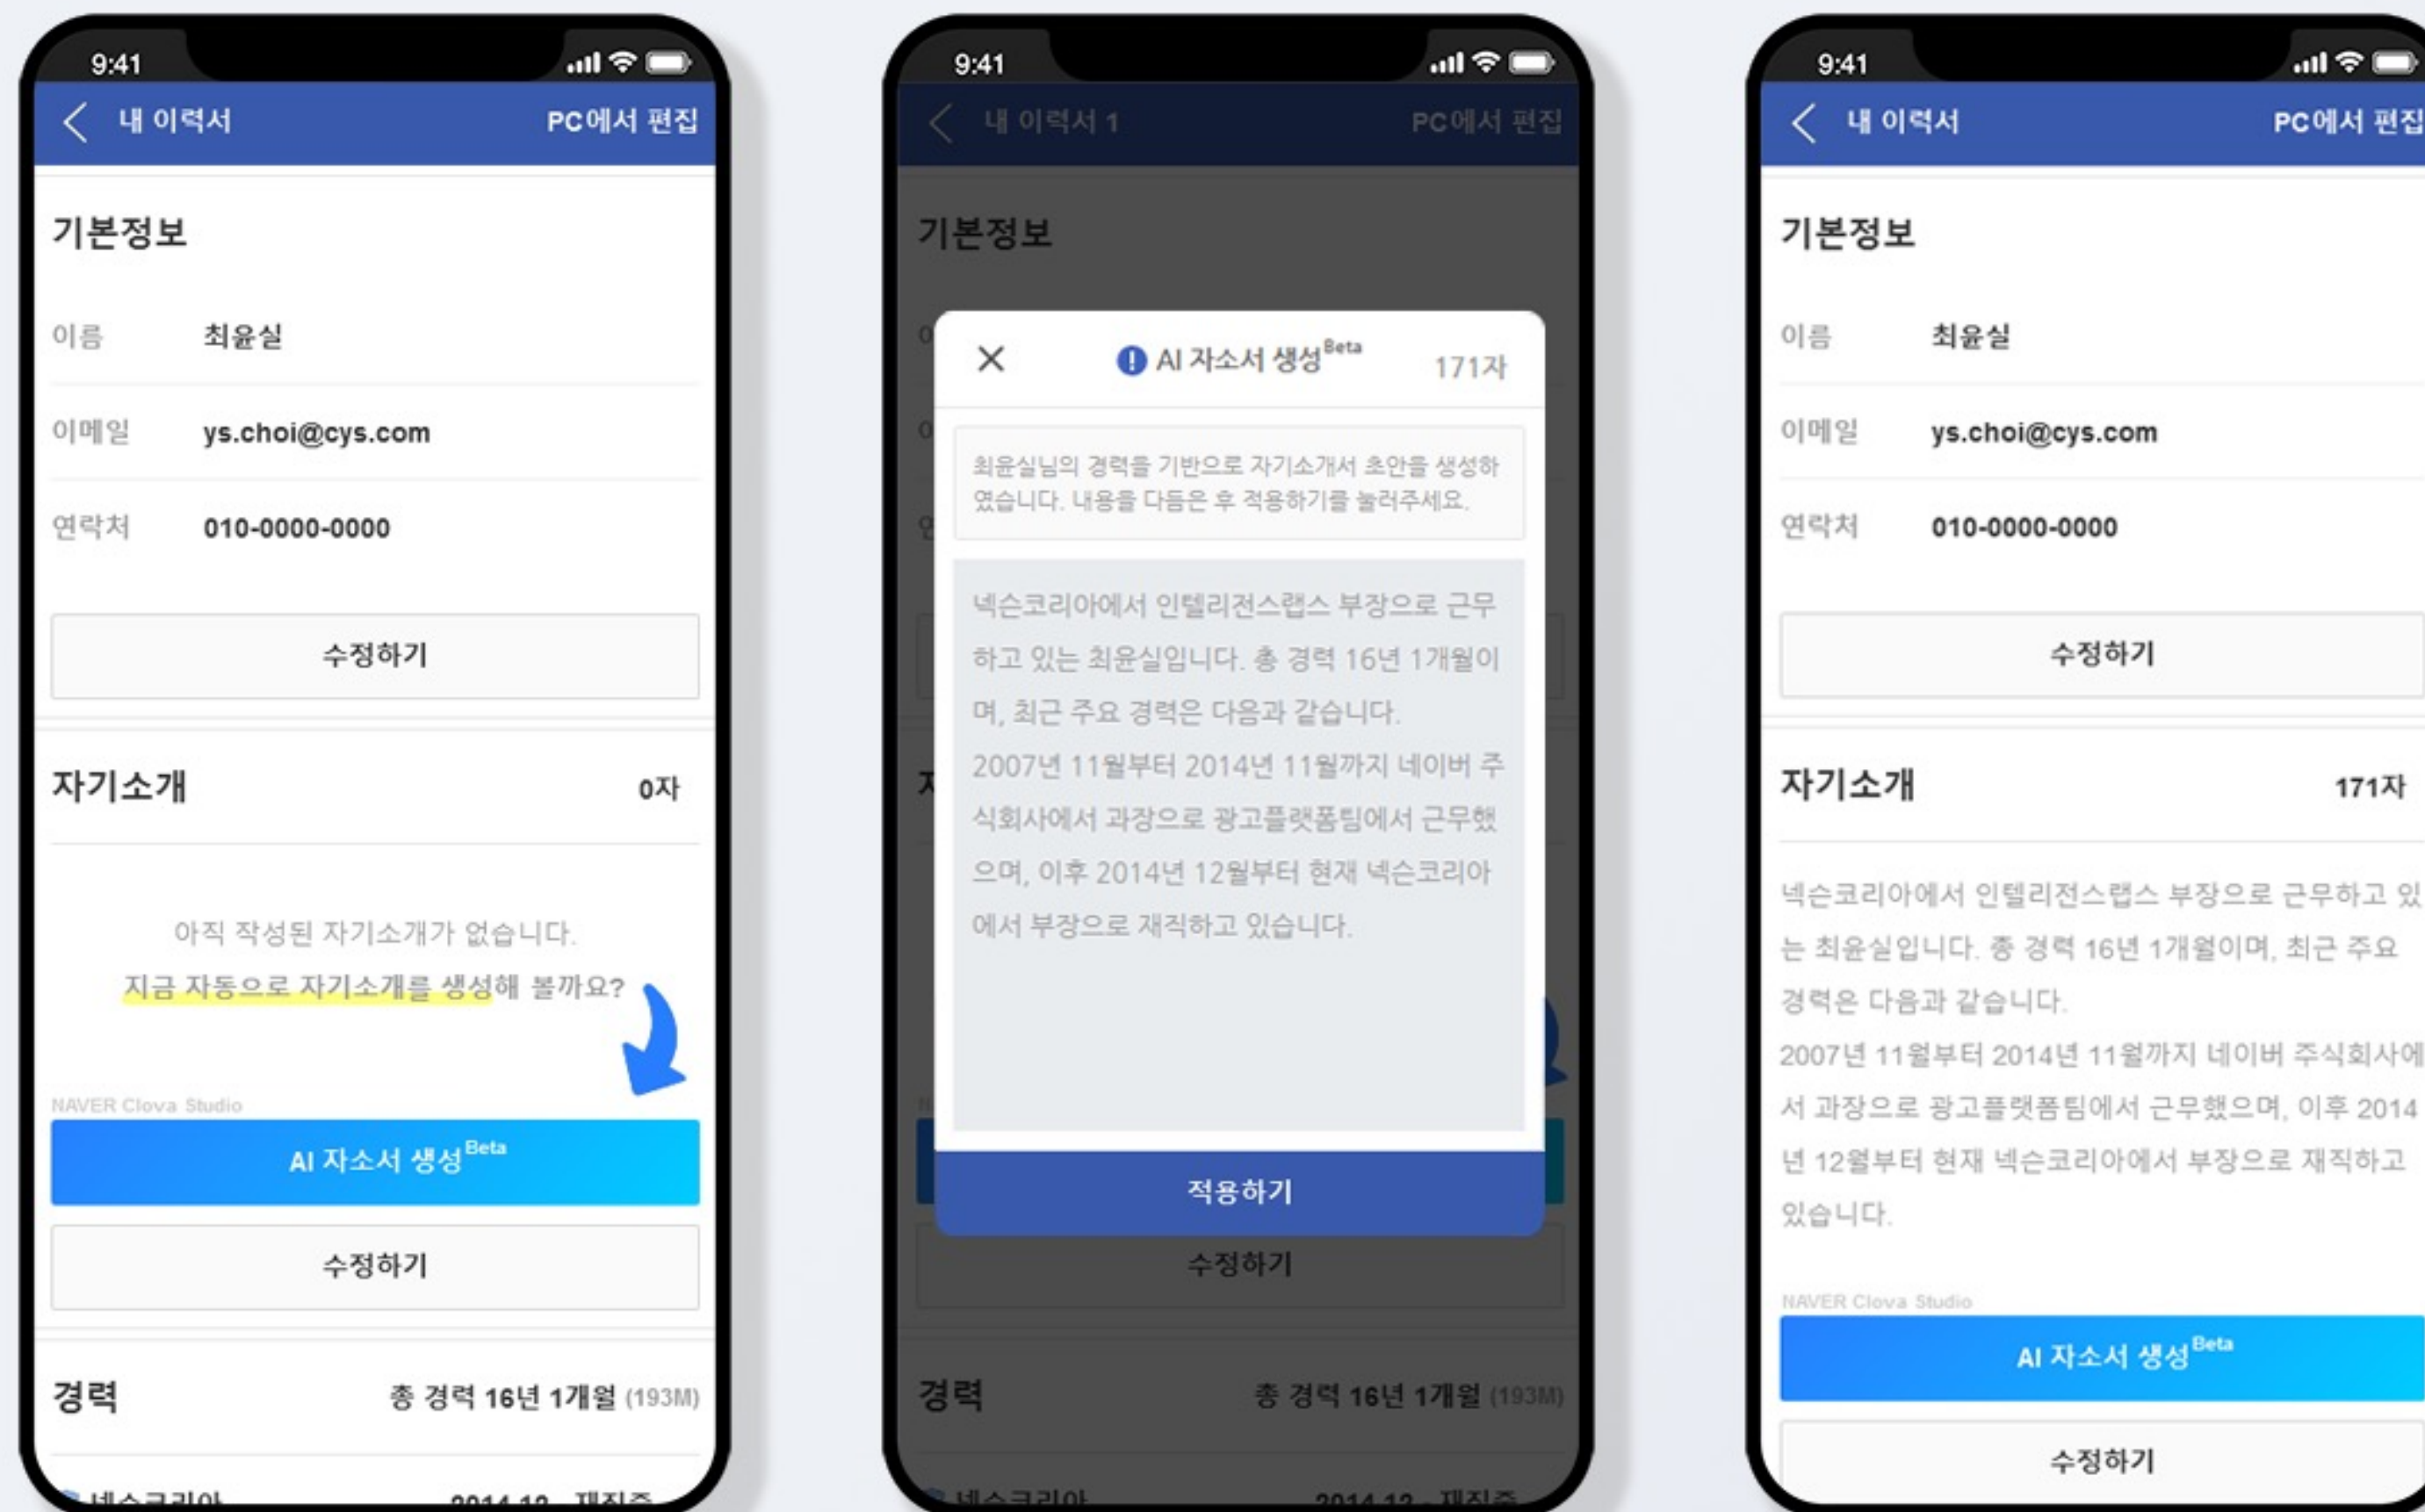 9:41
내 이력서
PC에서 편집
기본정보
이름 최윤실
이메일 ys.choi@cys.com
연락처 010-0000-0000
수정하기
자기소개 0자
아직 작성된 자기소개가 없습니다.
지금 자동으로 자기소개를 생성해 볼까요?
NAVER Clova Studio
AI 자소서 생성 Beta
수정하기
경력 총 경력 16년 1개월 (193M)
넥슨코리아 2014.12 - 재직중
9:41
내 이력서 1
PC에서 편집
기본정보
AI 자소서 생성 Beta
171자
최윤실님의 경력을 기반으로 자기소개서 초안을 생성하
였습니다. 내용을 다듬은 후 적용하기를 눌러주세요.
넥슨코리아에서 인텔리전스랩스 부장으로 근무
하고 있는 최윤실입니다. 총 경력 16년 1개월이
며, 최근 주요 경력은 다음과 같습니다.
2007년 11월부터 2014년 11월까지 네이버 주
식회사에서 과장으로 광고플랫폼팀에서 근무했
으며, 이후 2014년 12월부터 현재 넥슨코리아
에서 부장으로 재직하고 있습니다.
적용하기
수정하기
경력 총 경력 16년 1개월 (193M)
넥슨코리아 2014.12 - 재직중
9:41
내 이력서
PC에서 편집
기본정보
이름 최윤실
이메일 ys.choi@cys.com
연락처 010-0000-0000
수정하기
자기소개 171자
넥슨코리아에서 인텔리전스랩스 부장으로 근무하고 있
는 최윤실입니다. 총 경력 16년 1개월이며, 최근 주요
경력은 다음과 같습니다.
2007년 11월부터 2014년 11월까지 네이버 주식회사에
서 과장으로 광고플랫폼팀에서 근무했으며, 이후 2014
년 12월부터 현재 넥슨코리아에서 부장으로 재직하고
있습니다.
NAVER Clova Studio
AI 자소서 생성 Beta
수정하기